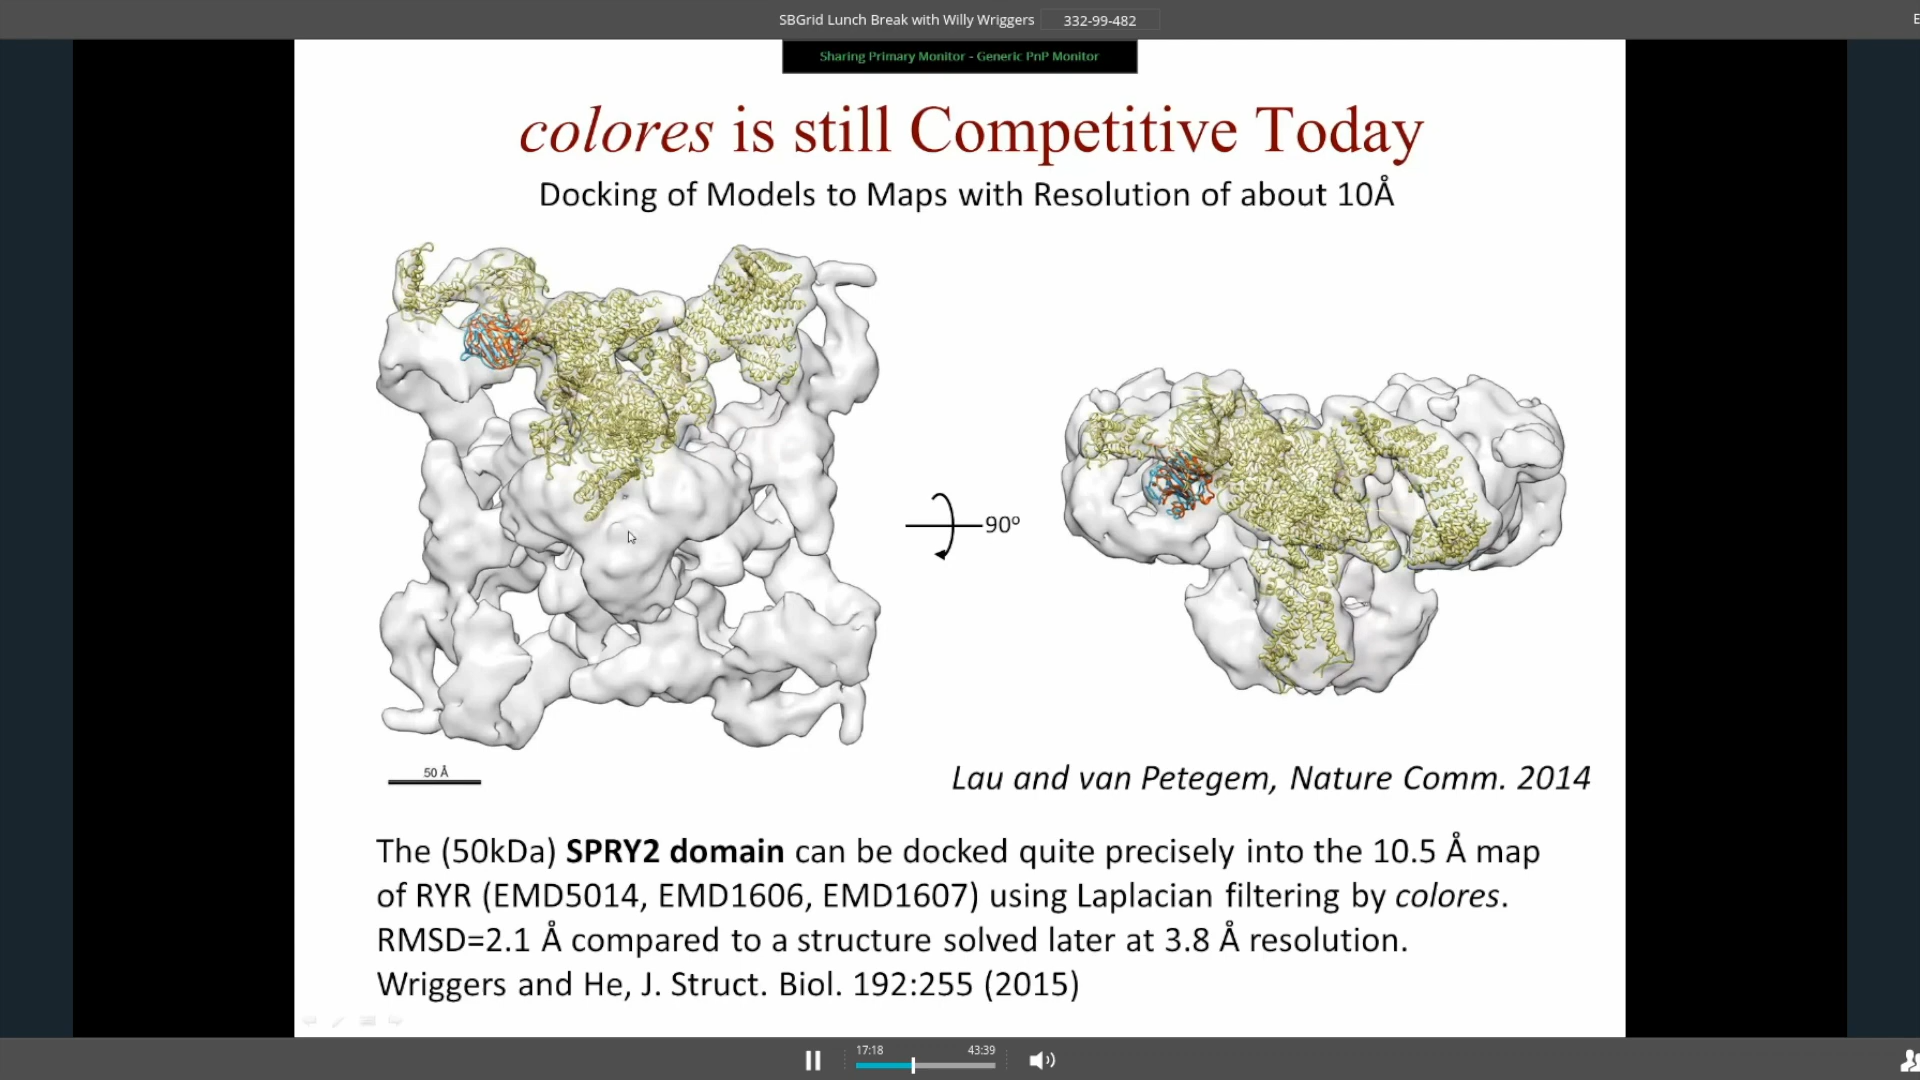 SBGrid Lunch Break with Willy Wriggers 332-99-482
E
Sharing Primary Monitor - Generic PnP Monitor
colores is still Competitive Today
Docking of Models to Maps with Resolution of about 10Å
90º
50 Å
Lau and van Petegem, Nature Comm. 2014
The (50kDa) SPRY2 domain can be docked quite precisely into the 10.5 Å map
of RYR (EMD5014, EMD1606, EMD1607) using Laplacian filtering by colores.
RMSD=2.1 Å compared to a structure solved later at 3.8 Å resolution.
Wriggers and He, J. Struct. Biol. 192:255 (2015)
17:18 43:39